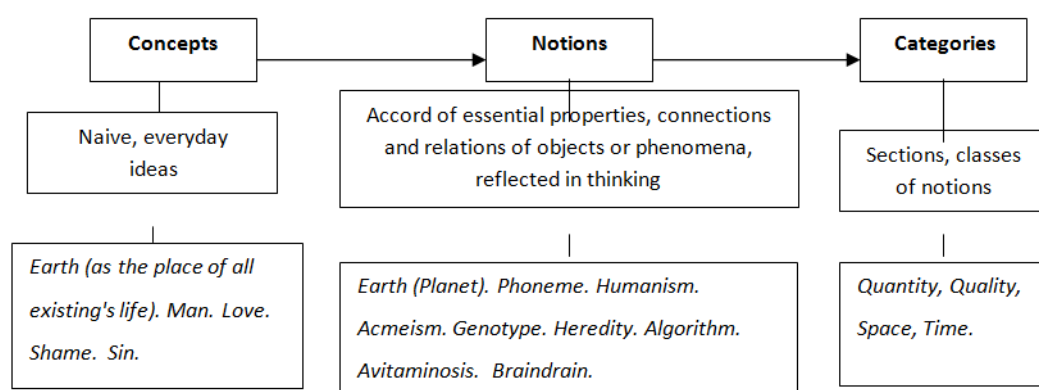 Concepts
Notions
Categories
Naive, everyday
ideas
Accord of essential properties, connections
and relations of objects or phenomena,
reflected in thinking
Sections, classes
of notions
Earth (as the place of all
existing's life). Man. Love.
Shame. Sin.
Earth (Planet). Phoneme. Humanism.
Acmeism. Genotype. Heredity. Algorithm.
Avitaminosis. Braindrain.
Quantity, Quality,
Space, Time.